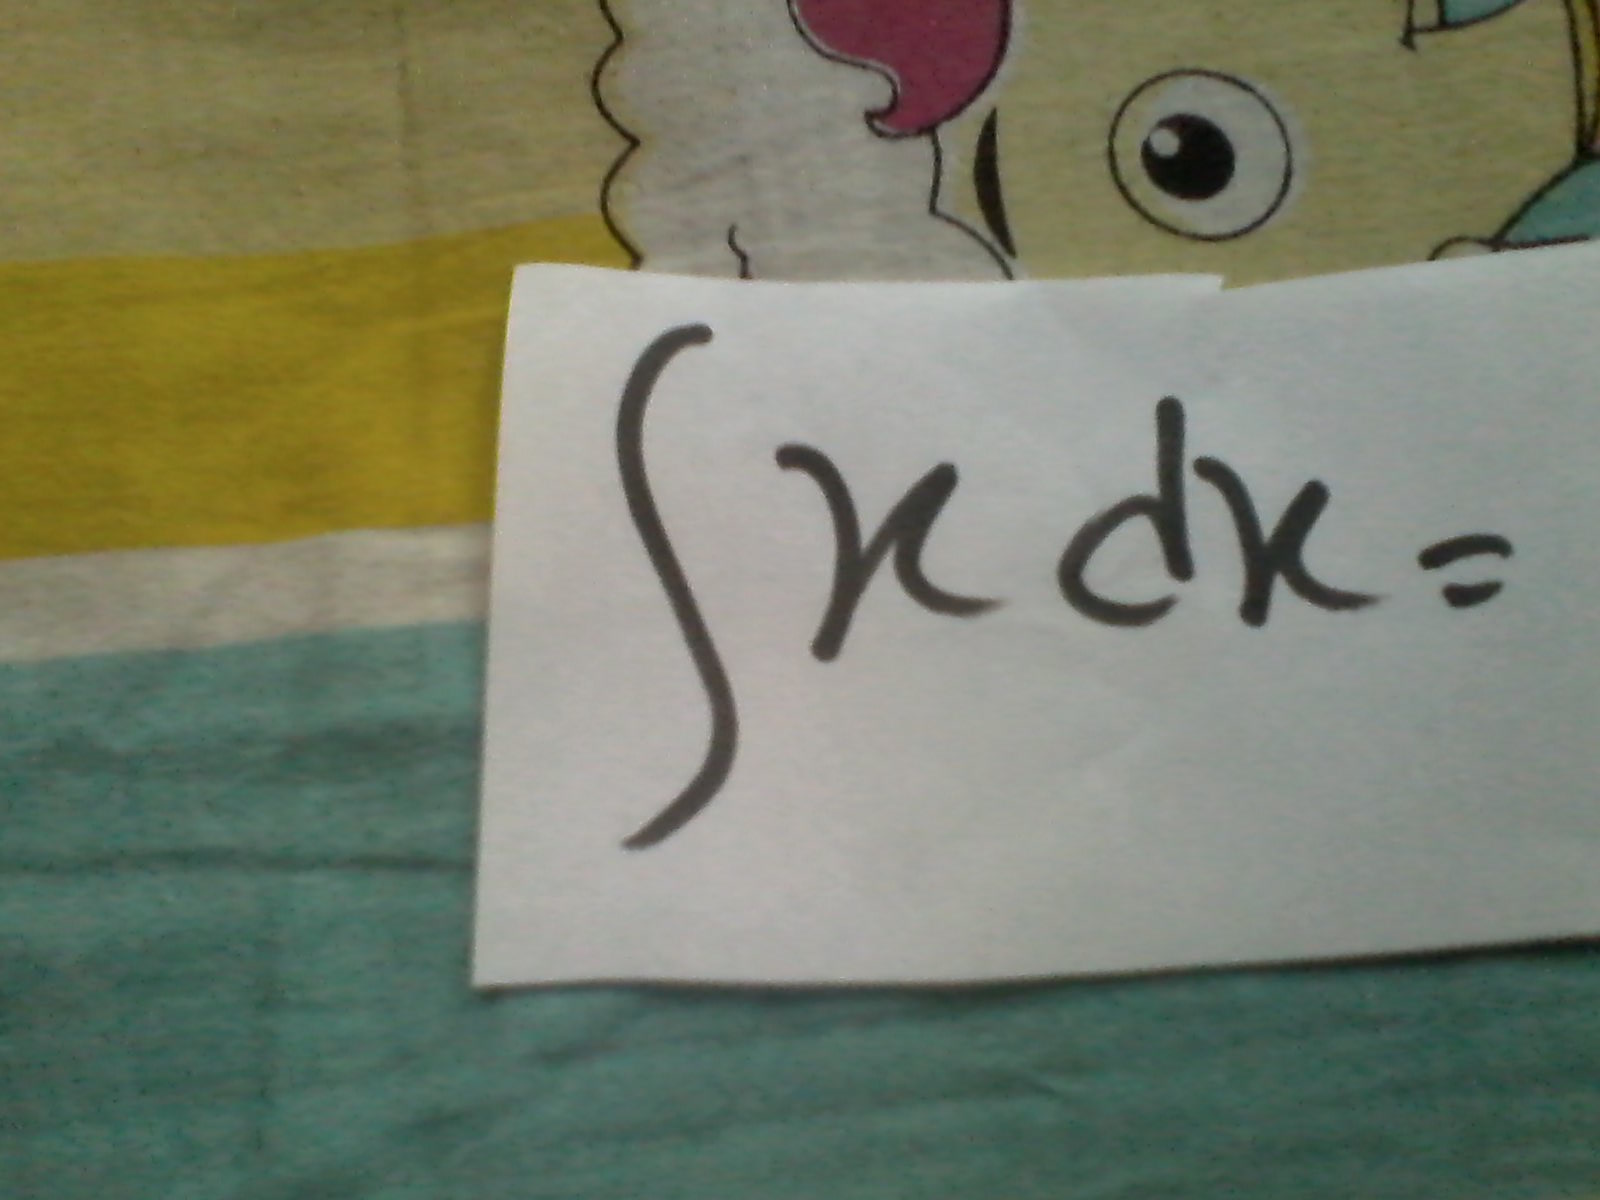 ∫x dx =